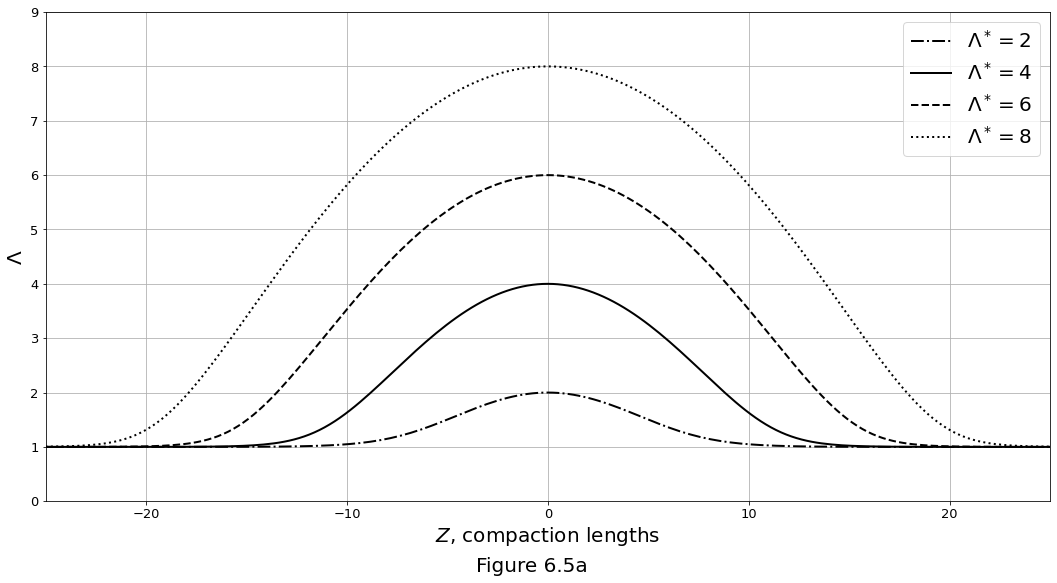 9
8
7
6
5
4
3
2
1
0
Λ
−20
−10
0
10
20
Z, compaction lengths
Λ* = 2
Λ* = 4
Λ* = 6
Λ* = 8
Figure 6.5a